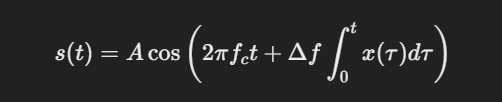 s(t) = A cos ( 2πf_c t + Δf ∫_0^t x(τ)dτ )